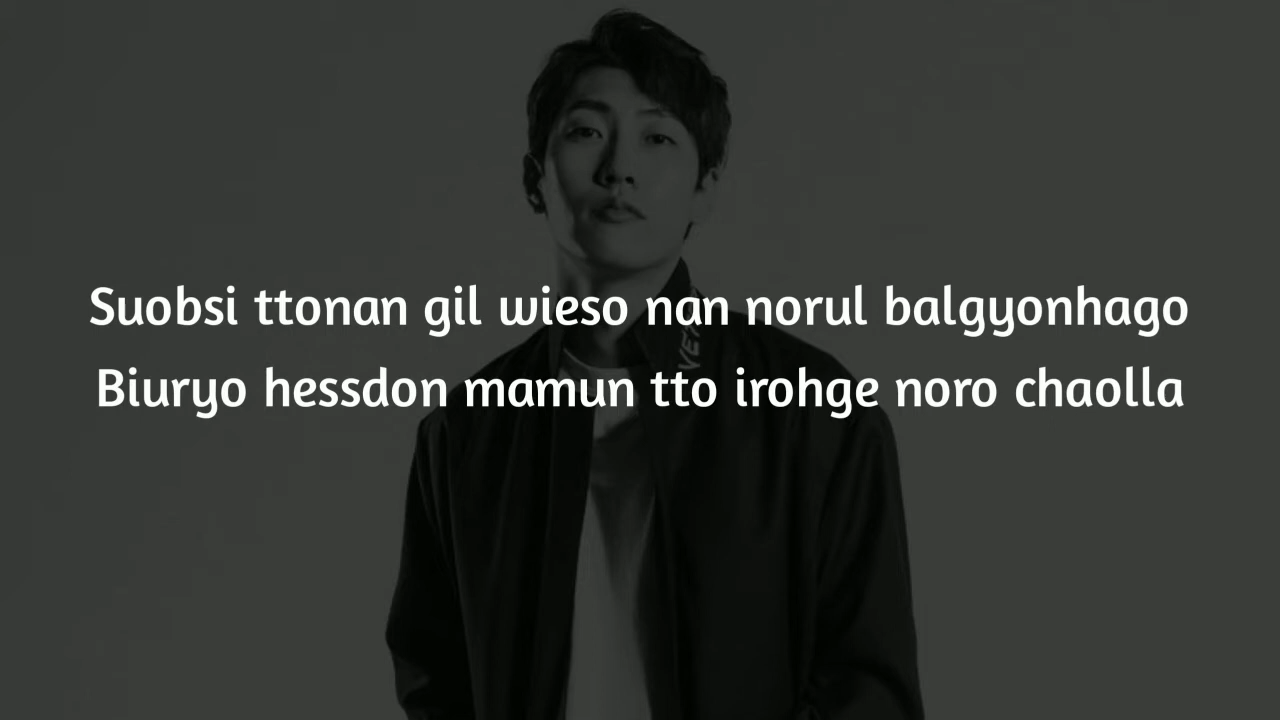 Suobsi ttonan gil wieso nan norul balgyonhago
Biuryo hessdon mamun tto irohge noro chaolla